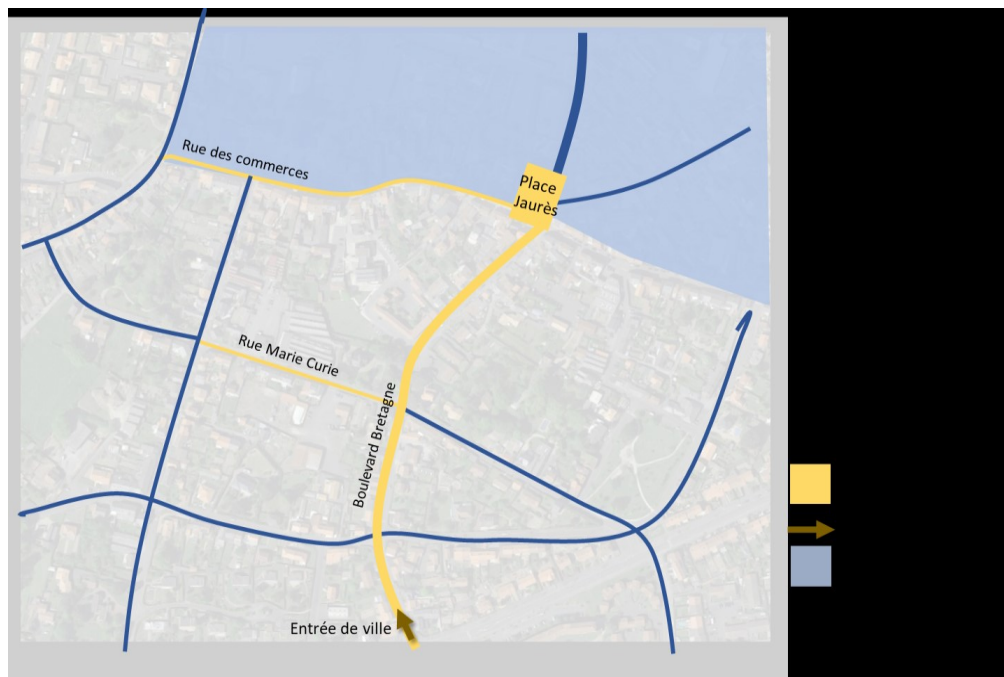 Rue des commerces
Place
Jaurès
Rue Marie Curie
Boulevard Bretagne
Entrée de ville